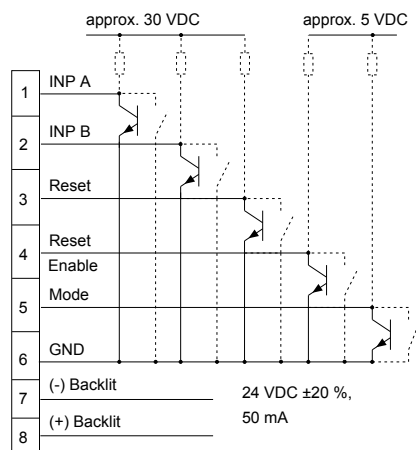 approx. 30 VDC
approx. 5 VDC
1
INP A
2
INP B
3
Reset
4
Reset
Enable
5
Mode
6
GND
7
(-) Backlit
8
(+) Backlit
24 VDC ±20 %,
50 mA